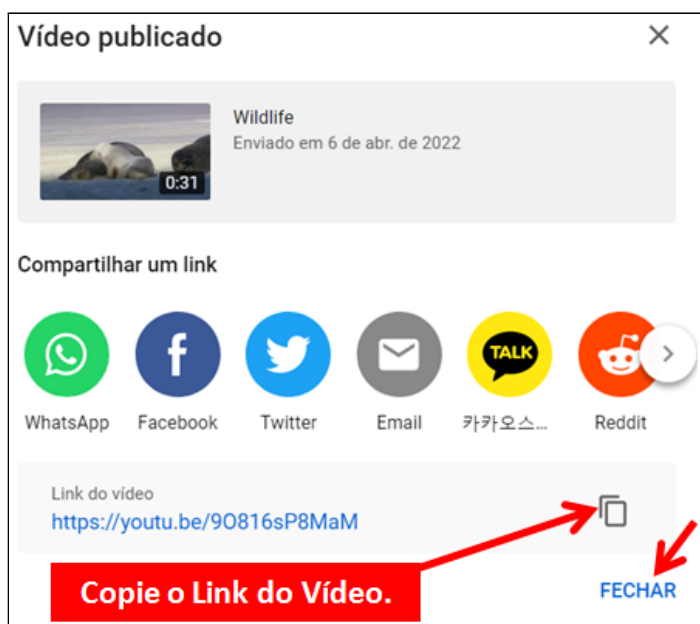 Vídeo publicado
Wildlife
Enviado em 6 de abr. de 2022
0:31
Compartilhar um link
TALK
WhatsApp Facebook Twitter Email 카카오스... Reddit
Link do vídeo
https://youtu.be/9O816sP8MaM
Copie o Link do Vídeo.
FECHAR